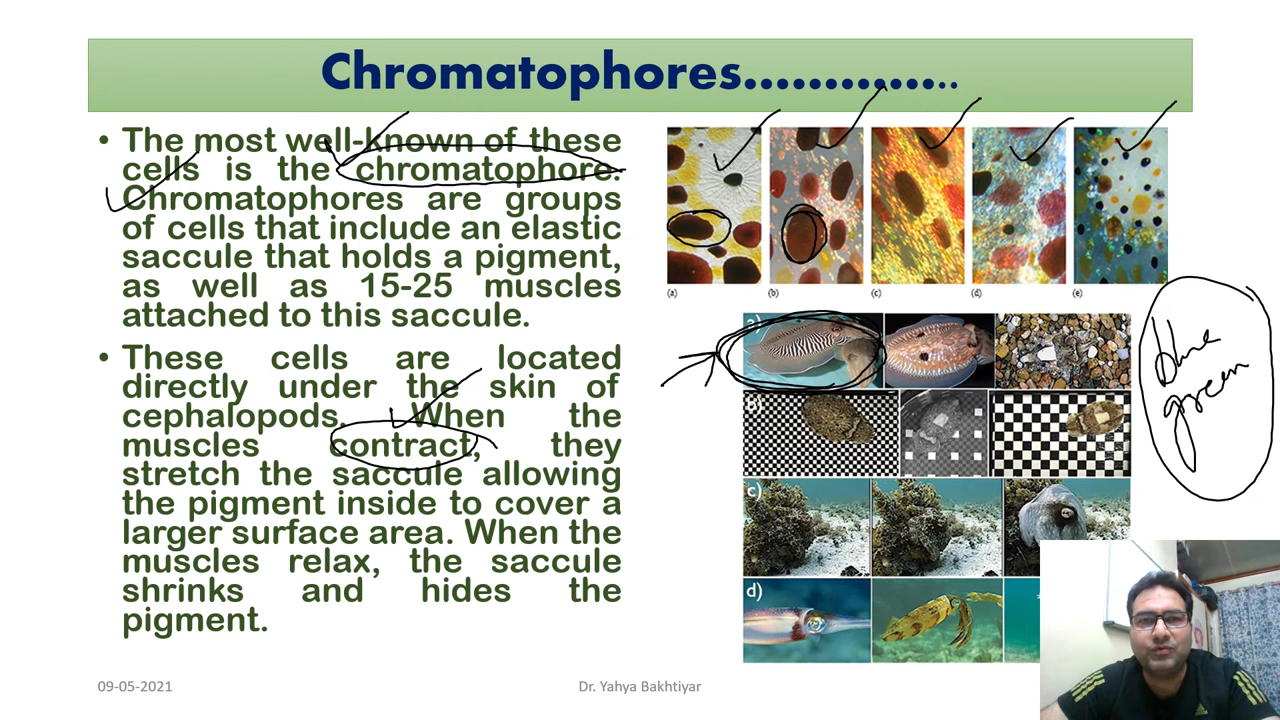 Chromatophores..............
• The most well-known of these
cells is the chromatophore.
Chromatophores are groups
of cells that include an elastic
saccule that holds a pigment,
as well as 15-25 muscles
attached to this saccule.
• These cells are located
directly under the skin of
cephalopods. When the
muscles contract, they
stretch the saccule allowing
the pigment inside to cover a
larger surface area. When the
muscles relax, the saccule
shrinks and hides the
pigment.
(a) (b) (c) (d) (e)
a)
b)
c)
d)
blue
green
09-05-2021
Dr. Yahya Bakhtiyar